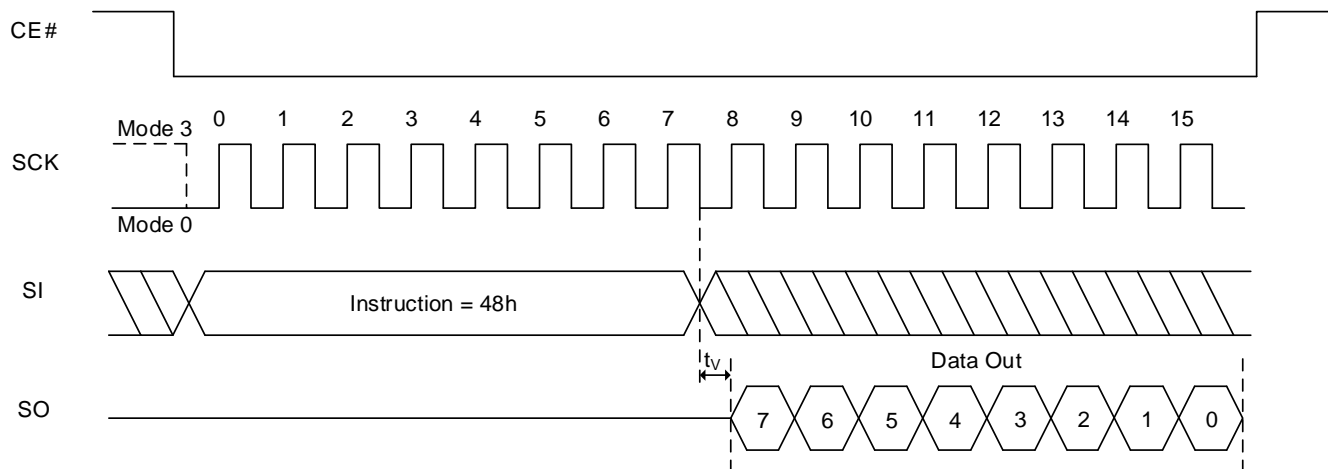 CE#
0 1 2 3 4 5 6 7 8 9 10 11 12 13 14 15
Mode 3
SCK
Mode 0
SI
Instruction = 48h
tV
Data Out
SO
7 6 5 4 3 2 1 0